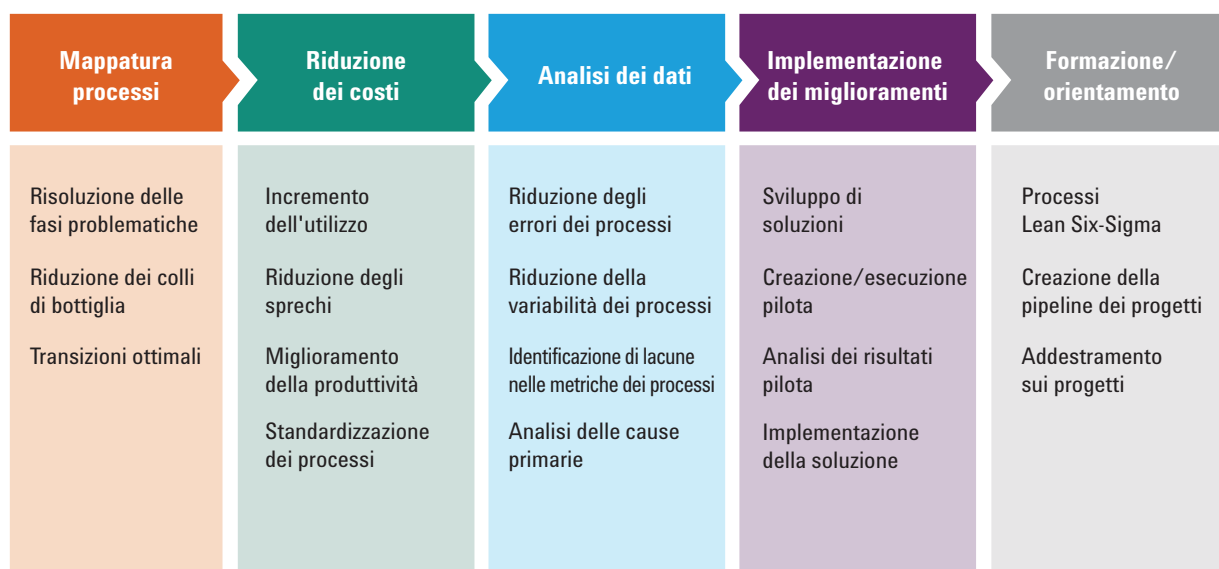 Mappatura
processi
Riduzione
dei costi
Analisi dei dati
Implementazione
dei miglioramenti
Formazione/
orientamento
Risoluzione delle
fasi problematiche
Riduzione dei colli
di bottiglia
Transizioni ottimali
Incremento
dell'utilizzo
Riduzione degli
sprechi
Miglioramento
della produttività
Standardizzazione
dei processi
Riduzione degli
errori dei processi
Riduzione della
variabilità dei processi
Identificazione di lacune
nelle metriche dei processi
Analisi delle cause
primarie
Sviluppo di
soluzioni
Creazione/esecuzione
pilota
Analisi dei risultati
pilota
Implementazione
della soluzione
Processi
Lean Six-Sigma
Creazione della
pipeline dei progetti
Addestramento
sui progetti